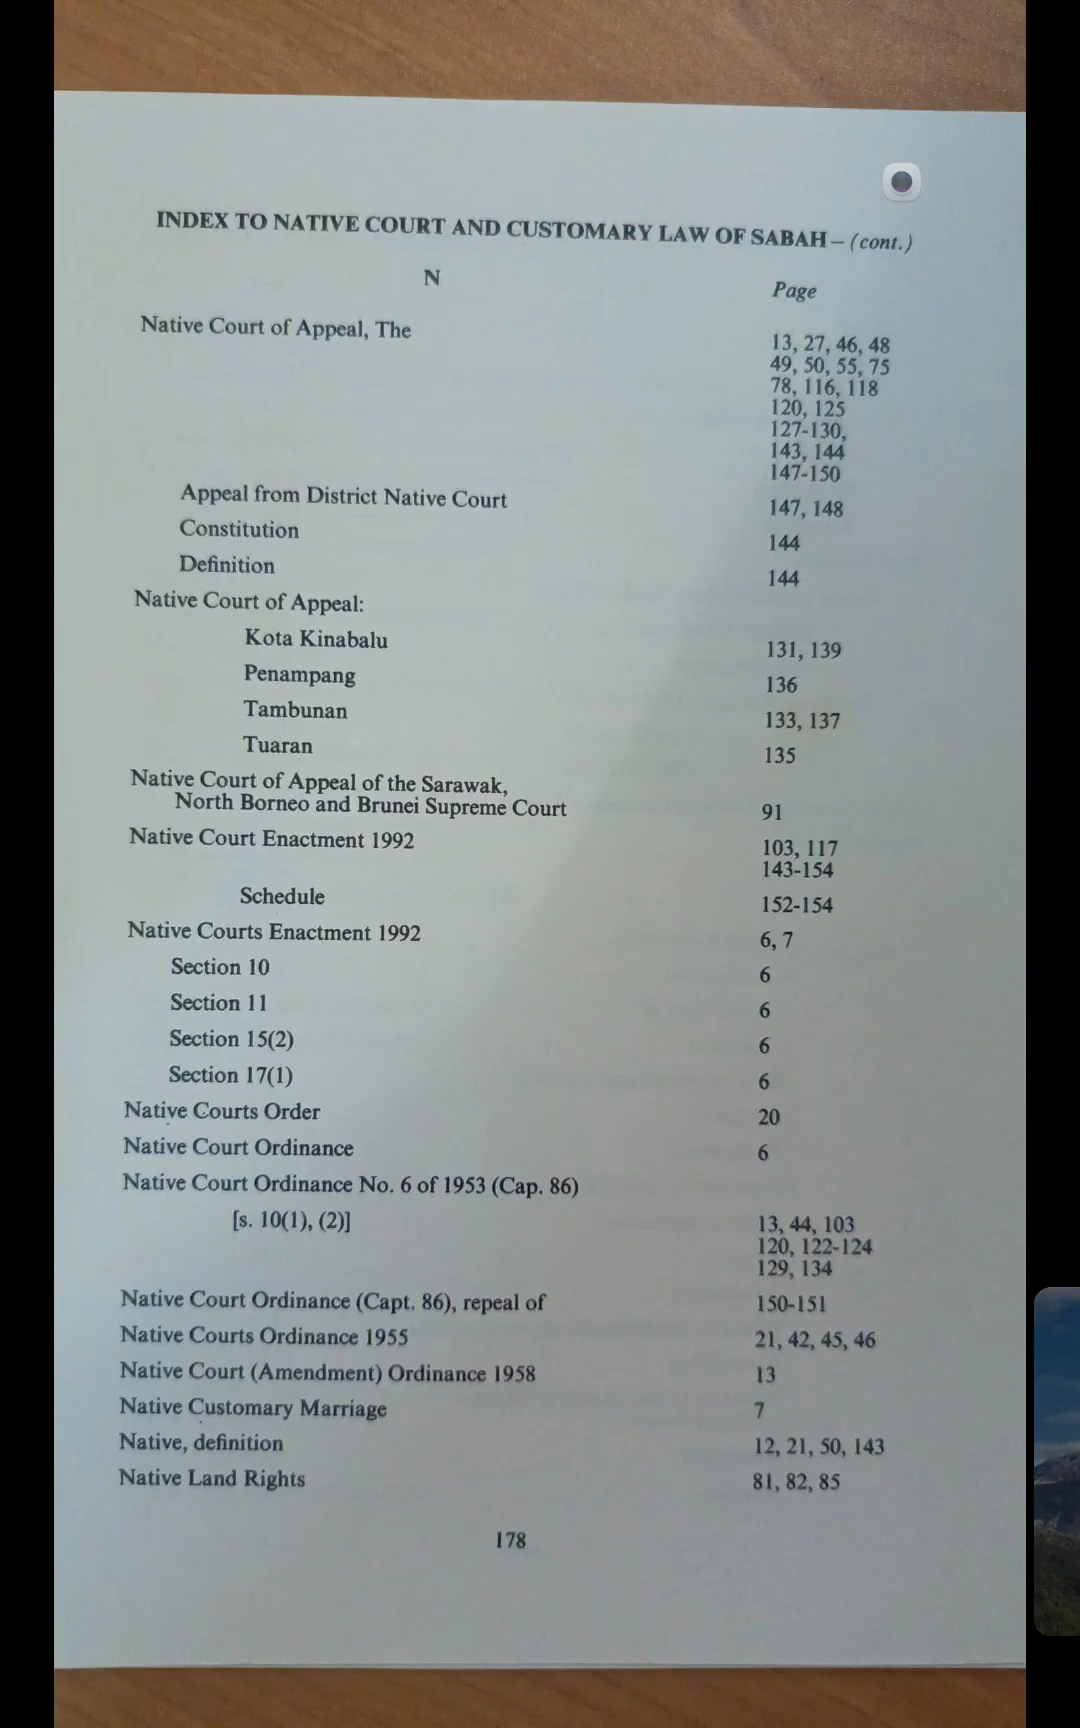 INDEX TO NATIVE COURT AND CUSTOMARY LAW OF SABAH – (cont.)
N
Page
Native Court of Appeal, The 13, 27, 46, 48
49, 50, 55, 75
78, 116, 118
120, 125
127-130,
143, 144
147-150
Appeal from District Native Court 147, 148
Constitution 144
Definition 144
Native Court of Appeal:
Kota Kinabalu 131, 139
Penampang 136
Tambunan 133, 137
Tuaran 135
Native Court of Appeal of the Sarawak,
North Borneo and Brunei Supreme Court 91
Native Court Enactment 1992 103, 117
143-154
Schedule 152-154
Native Courts Enactment 1992 6, 7
Section 10 6
Section 11 6
Section 15(2) 6
Section 17(1) 6
Native Courts Order 20
Native Court Ordinance 6
Native Court Ordinance No. 6 of 1953 (Cap. 86)
[s. 10(1), (2)] 13, 44, 103
120, 122-124
129, 134
Native Court Ordinance (Capt. 86), repeal of 150-151
Native Courts Ordinance 1955 21, 42, 45, 46
Native Court (Amendment) Ordinance 1958 13
Native Customary Marriage 7
Native, definition 12, 21, 50, 143
Native Land Rights 81, 82, 85
178